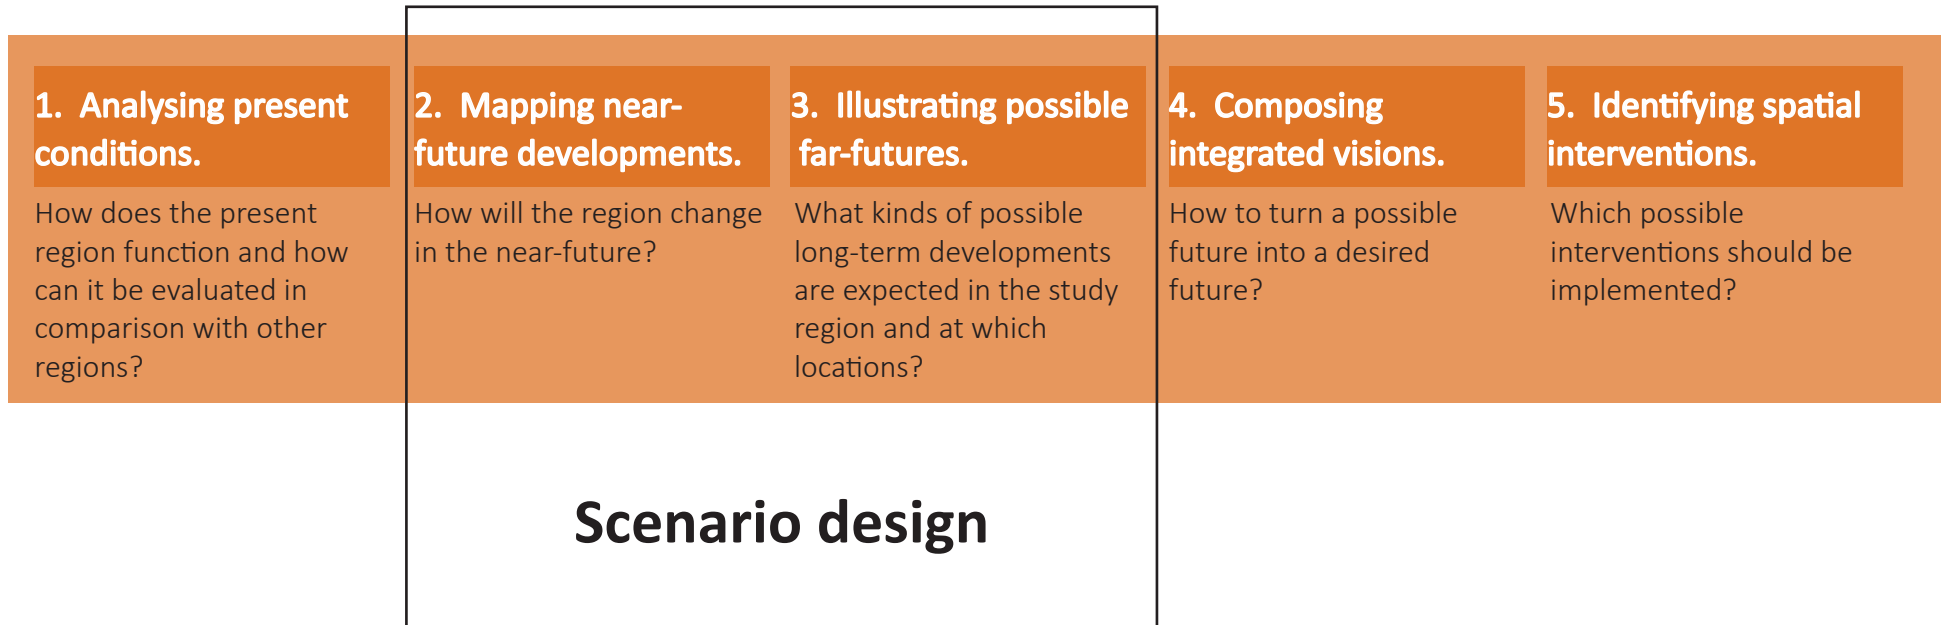 1. Analysing present
conditions.
How does the present
region function and how
can it be evaluated in
comparison with other
regions?
2. Mapping near-
future developments.
How will the region change
in the near-future?
3. Illustrating possible
far-futures.
What kinds of possible
long-term developments
are expected in the study
region and at which
locations?
4. Composing
integrated visions.
How to turn a possible
future into a desired
future?
5. Identifying spatial
interventions.
Which possible
interventions should be
implemented?
Scenario design